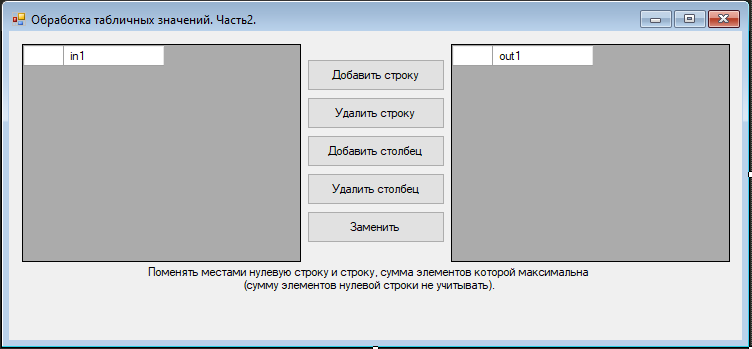 Обработка табличных значений. Часть2.
in1
out1
Добавить строку
Удалить строку
Добавить столбец
Удалить столбец
Заменить
Поменять местами нулевую строку и строку, сумма элементов которой максимальна
(сумму элементов нулевой строки не учитывать).